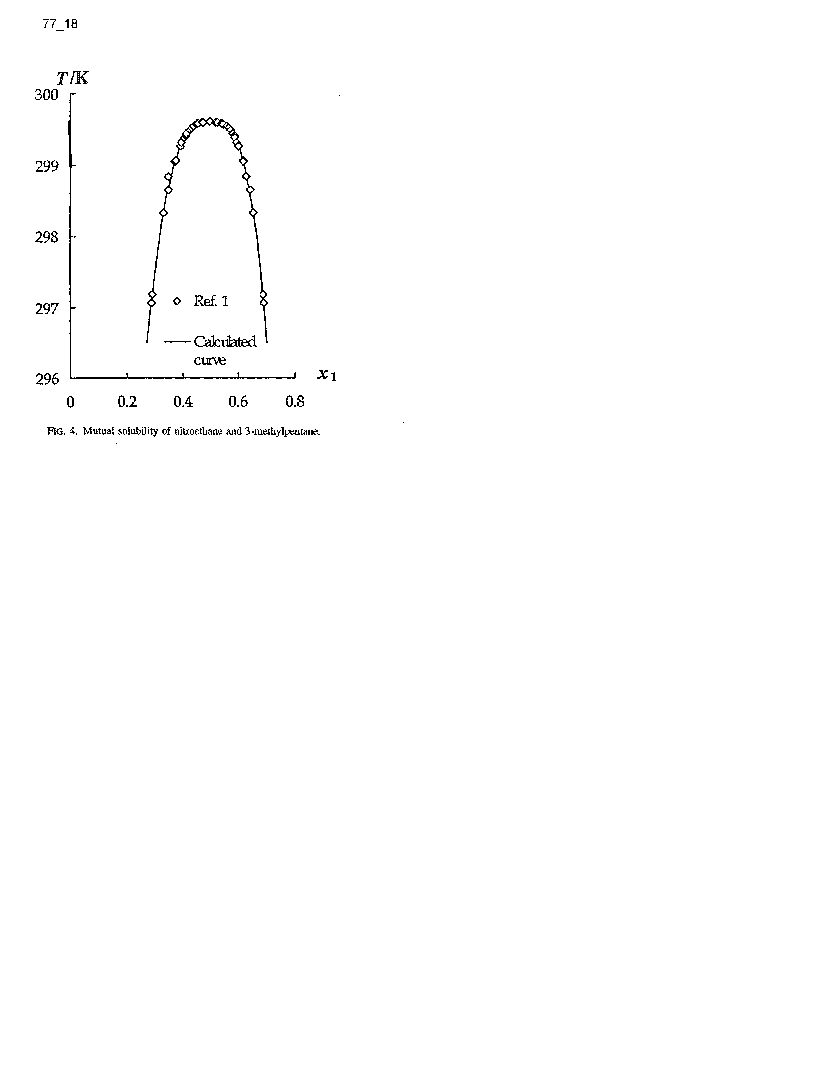 77_18
T/K
300
299
298
297
296
◇ Ref. 1
Calculated
curve
x1
0 0.2 0.4 0.6 0.8
FIG. 4. Mutual solubility of nitroethane and 3-methylpentane.